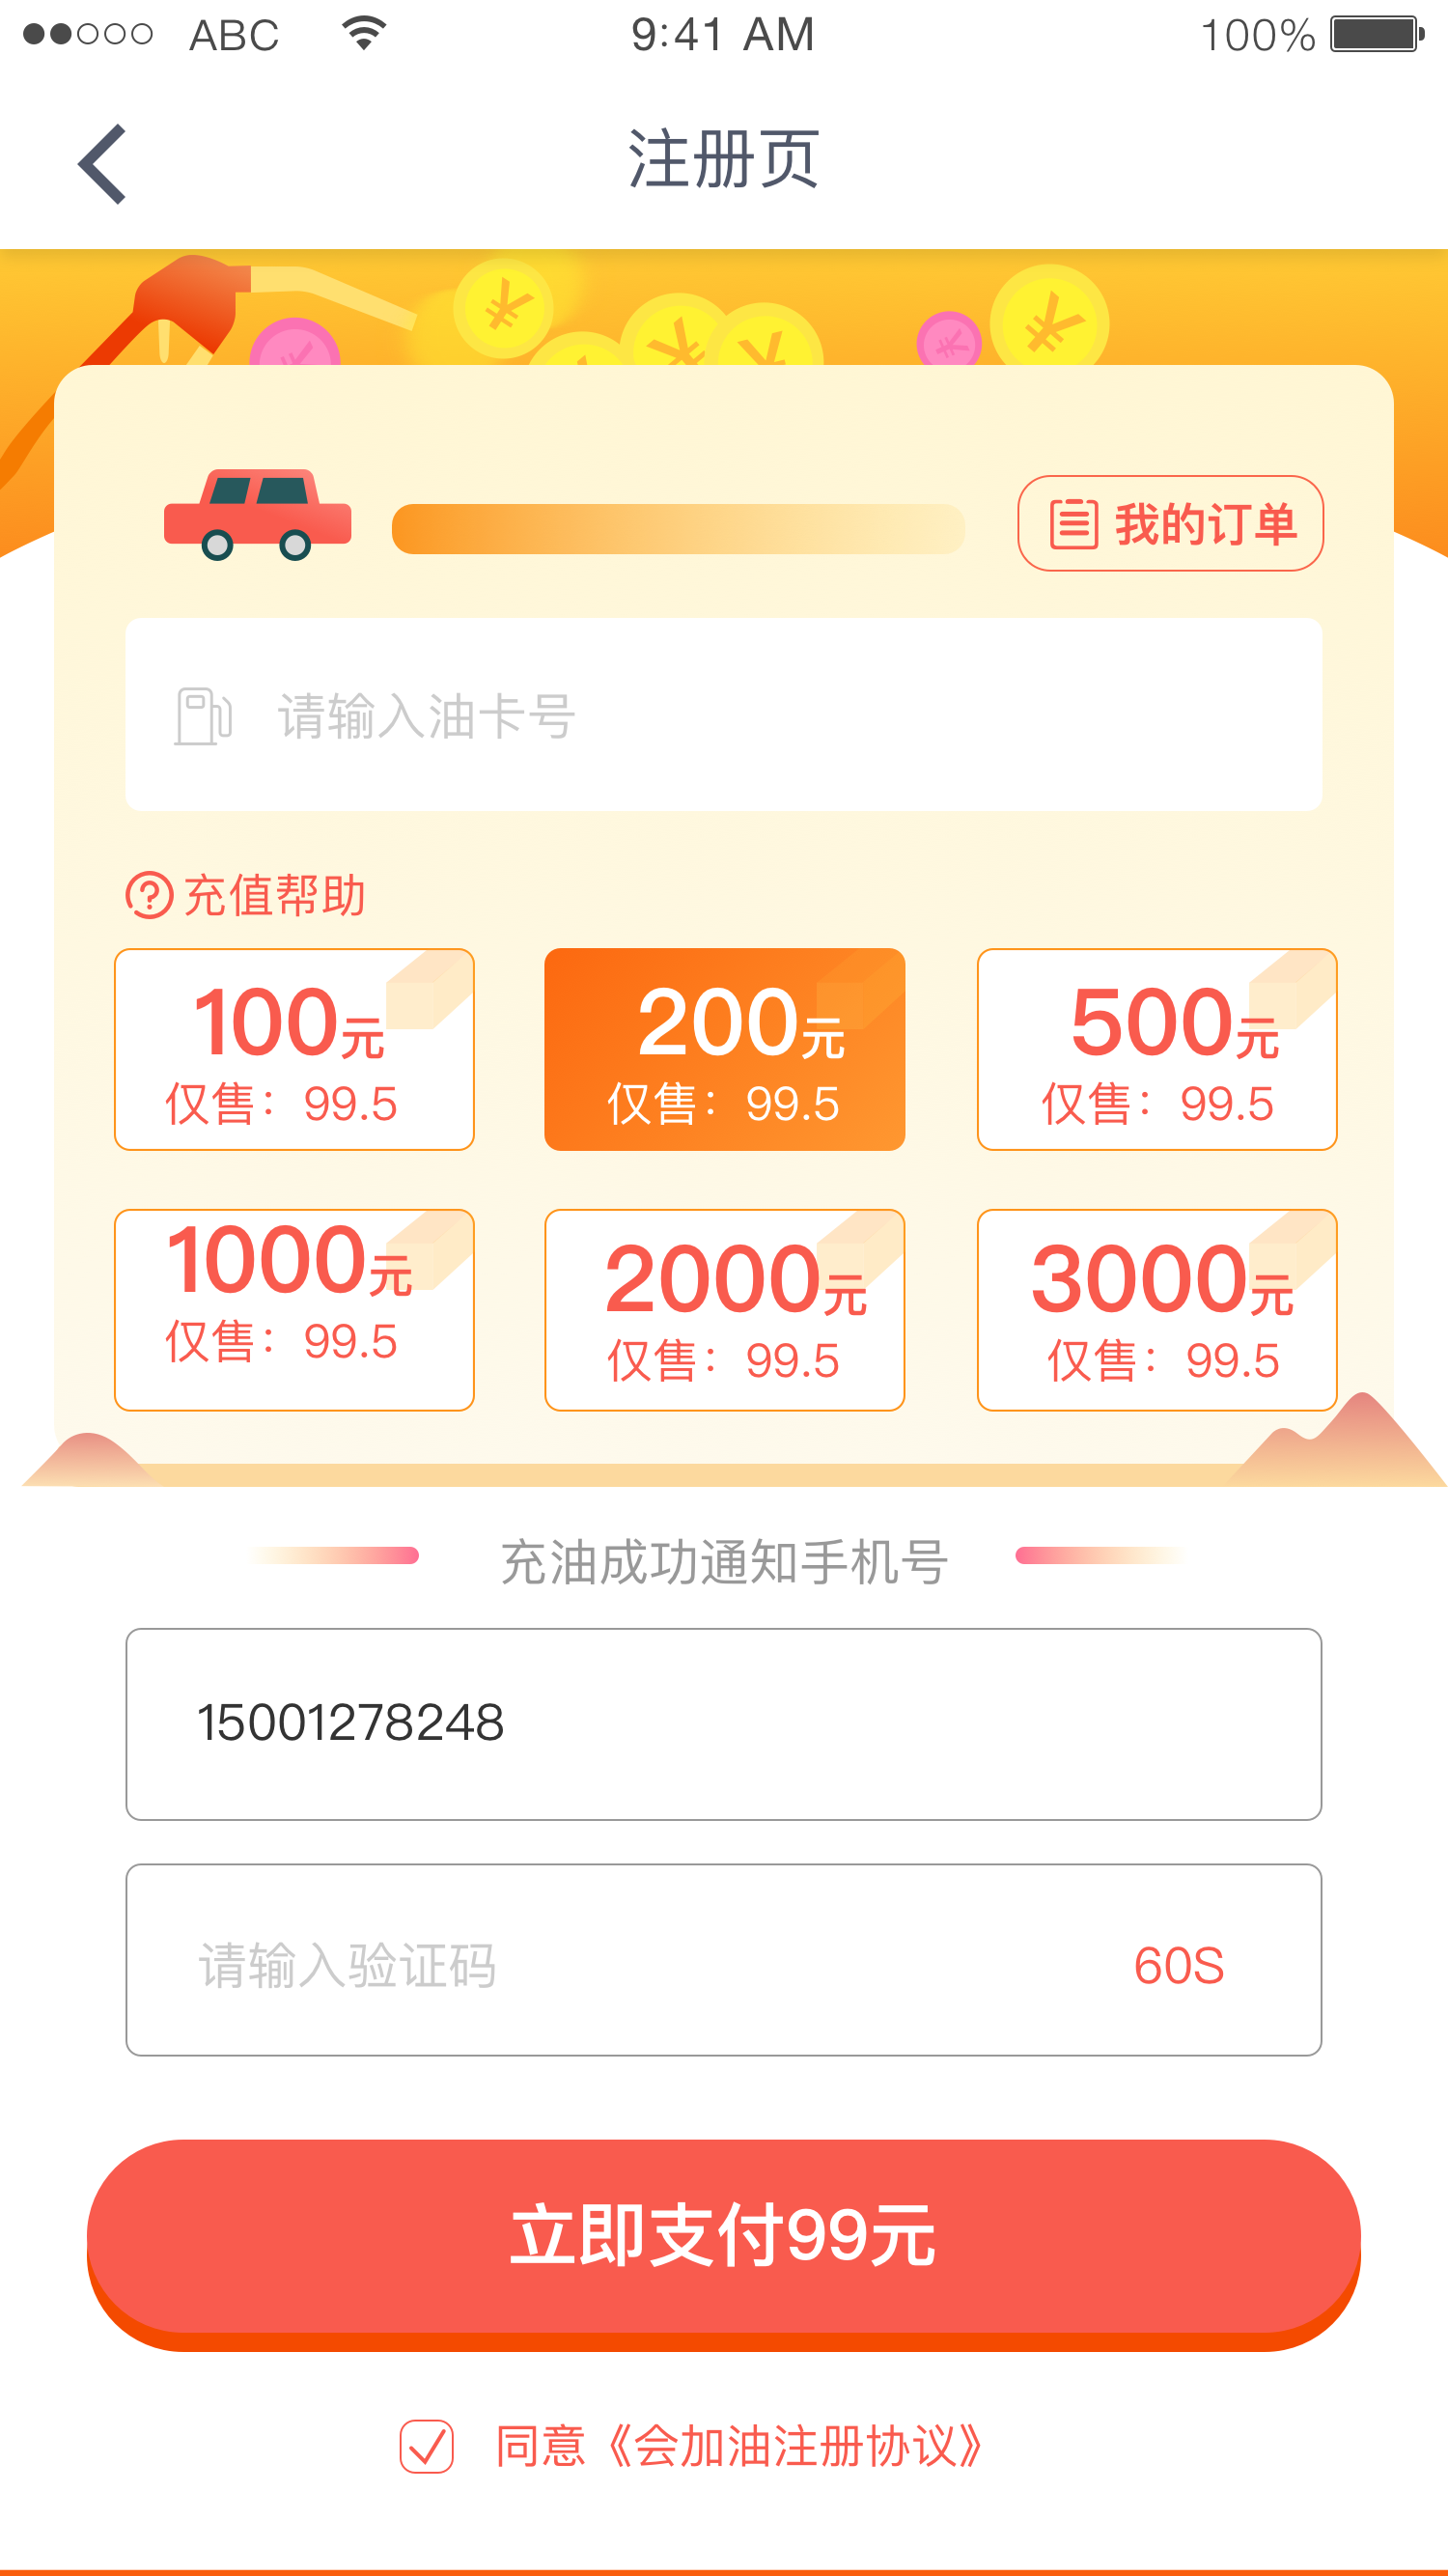 ABC 9:41 AM 100%
注册页
我的订单
请输入油卡号
充值帮助
100元 200元 500元
仅售：99.5 仅售：99.5 仅售：99.5
1000元 2000元 3000元
仅售：99.5 仅售：99.5 仅售：99.5
充油成功通知手机号
15001278248
请输入验证码 60S
立即支付99元
同意《会加油注册协议》